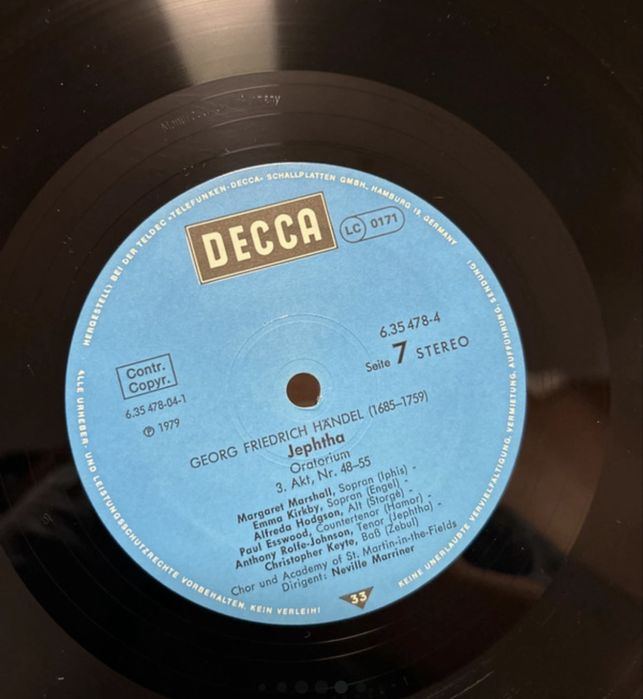 HERGESTELLT BEI DER TELDEC »TELEFUNKEN-DECCA« SCHALLPLATTEN GMBH, HAMBURG 19, GERMANY
DECCA
LC 0171
6.35 478-4
Seite 7 STEREO
Contr.
Copyr.
6.35 478-04-1
Ⓟ 1979
GEORG FRIEDRICH HÄNDEL (1685–1759)
Jephtha
Oratorium
3. Akt, Nr. 48–55
Margaret Marshall, Sopran (Iphis) -
Emma Kirkby, Sopran (Engel) -
Alfreda Hodgson, Alt (Storge) -
Paul Esswood, Countertenor (Hamor) -
Anthony Rolfe-Johnson, Tenor (Jephtha) -
Christopher Keyte, Baß (Zebul)
Chor und Academy of St. Martin-in-the-Fields
Dirigent: Neville Marriner
33
ALLE URHEBER- UND LEISTUNGSSCHUTZRECHTE VORBEHALTEN. KEIN VERLEIH! KEINE UNERLAUBTE VERVIELFÄLTIGUNG, VERMIETUNG, AUFFÜHRUNG, SENDUNG!